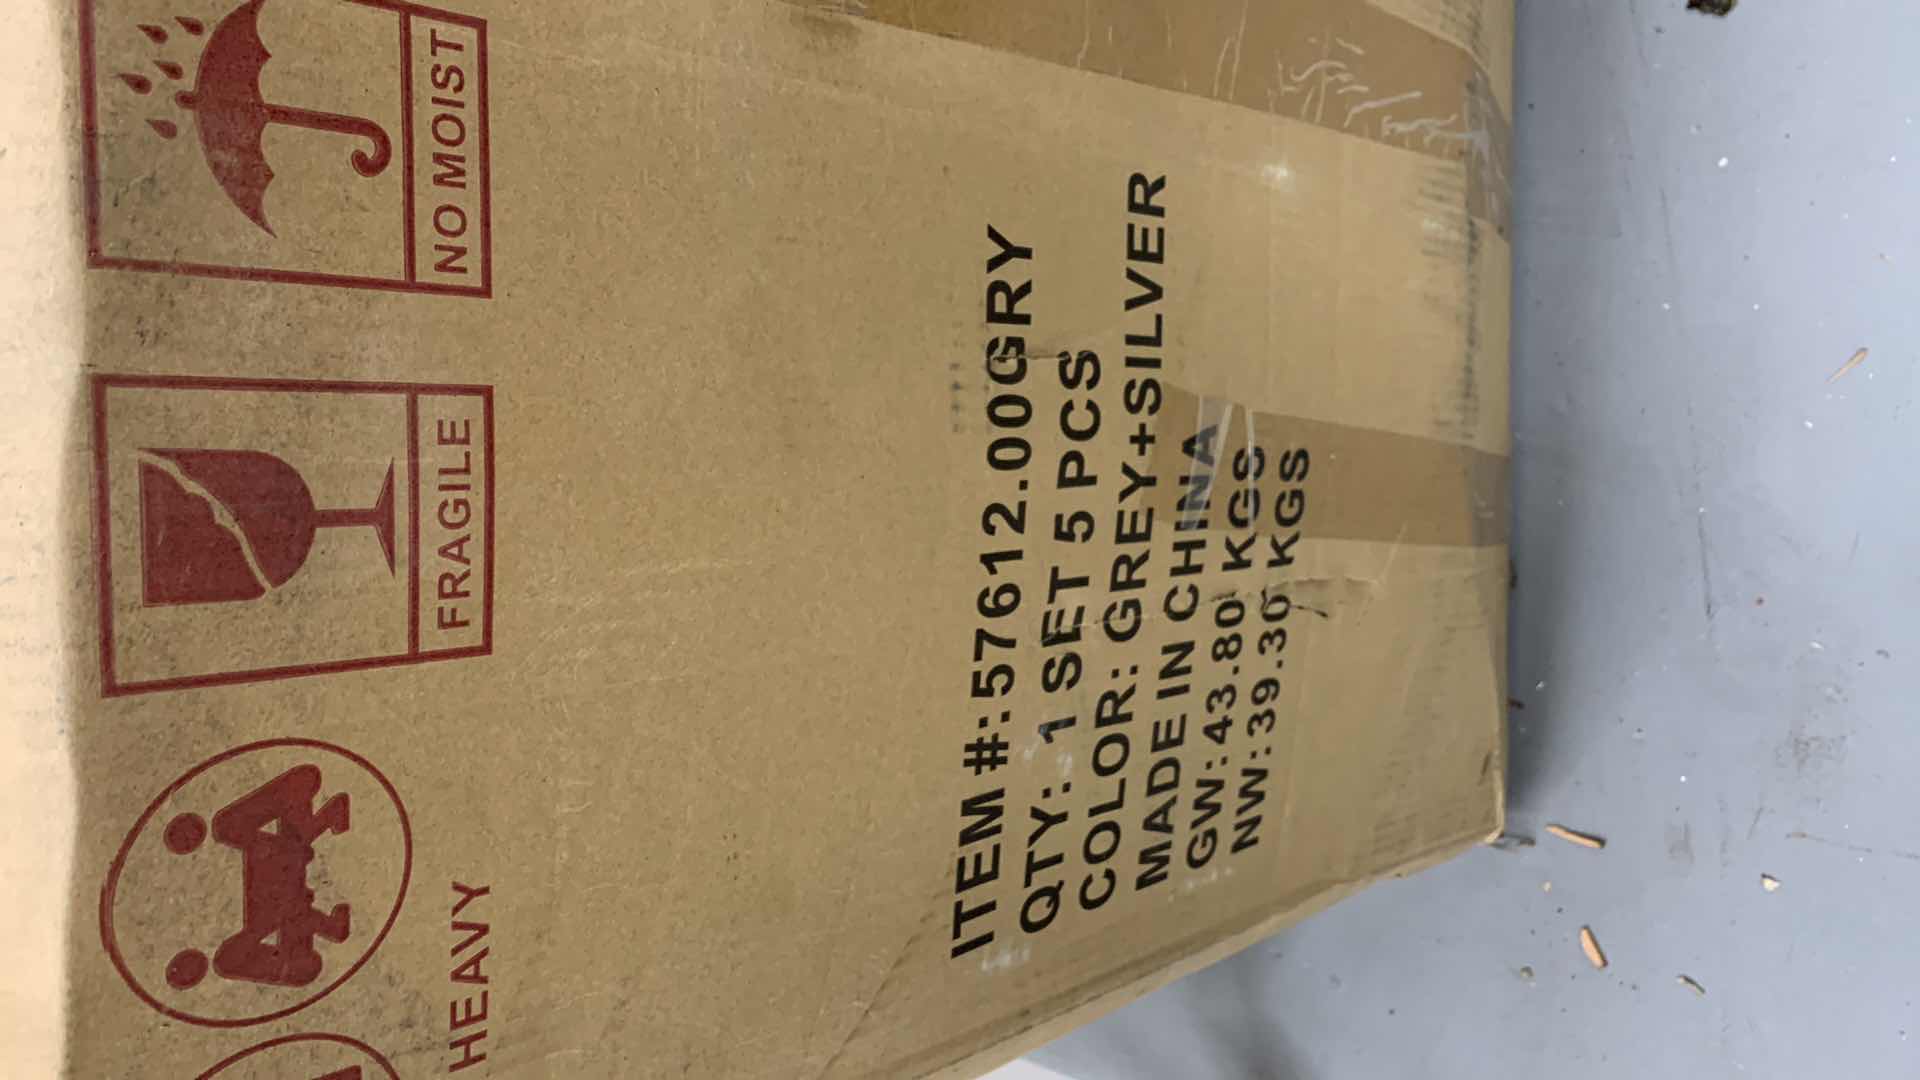 HEAVY
FRAGILE
NO MOIST
ITEM #:57612.00GRY
QTY: 1 SET 5 PCS
COLOR: GREY+SILVER
MADE IN CHINA
GW:43.80 KGS
NW:39.30 KGS